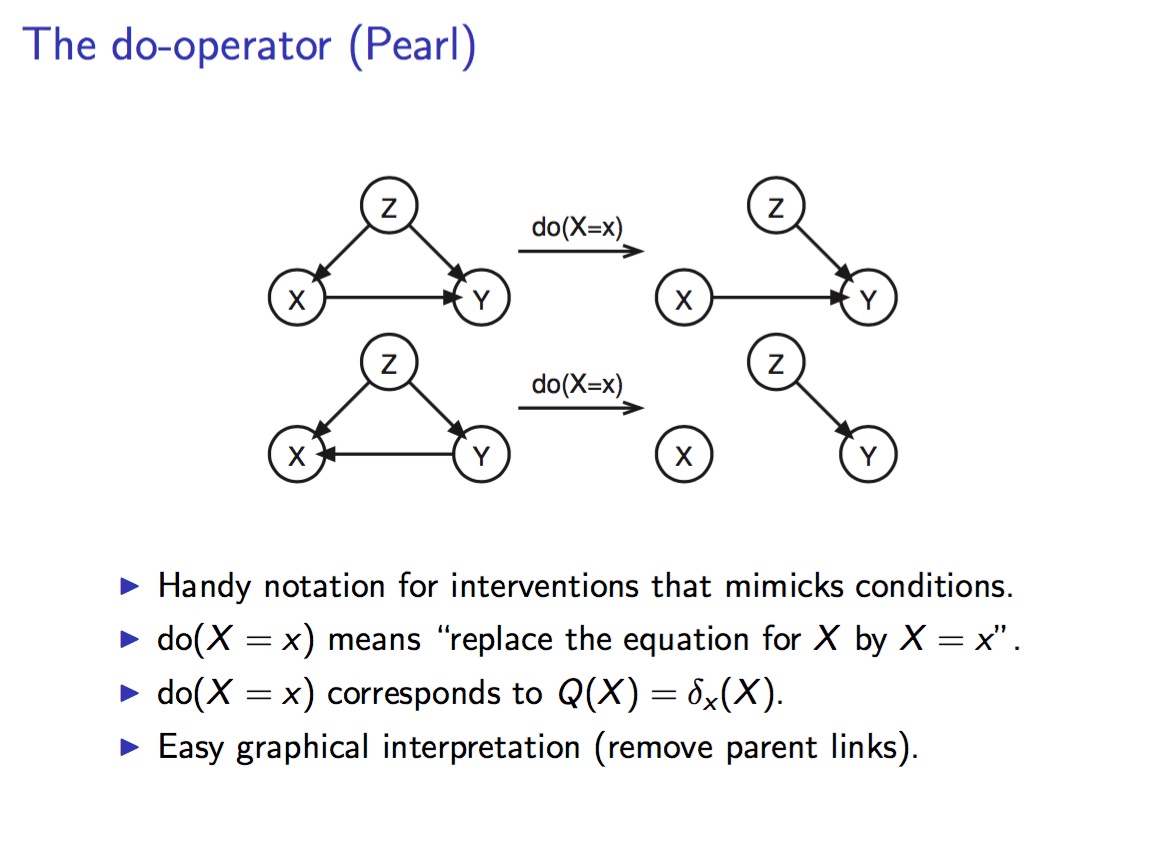 The do-operator (Pearl)
Z
do(X=x)
Z
X
Y
X
Y
Z
do(X=x)
Z
X
Y
X
Y
▶ Handy notation for interventions that mimicks conditions.
▶ do(X = x) means “replace the equation for X by X = x”.
▶ do(X = x) corresponds to Q(X) = δₓ(X).
▶ Easy graphical interpretation (remove parent links).